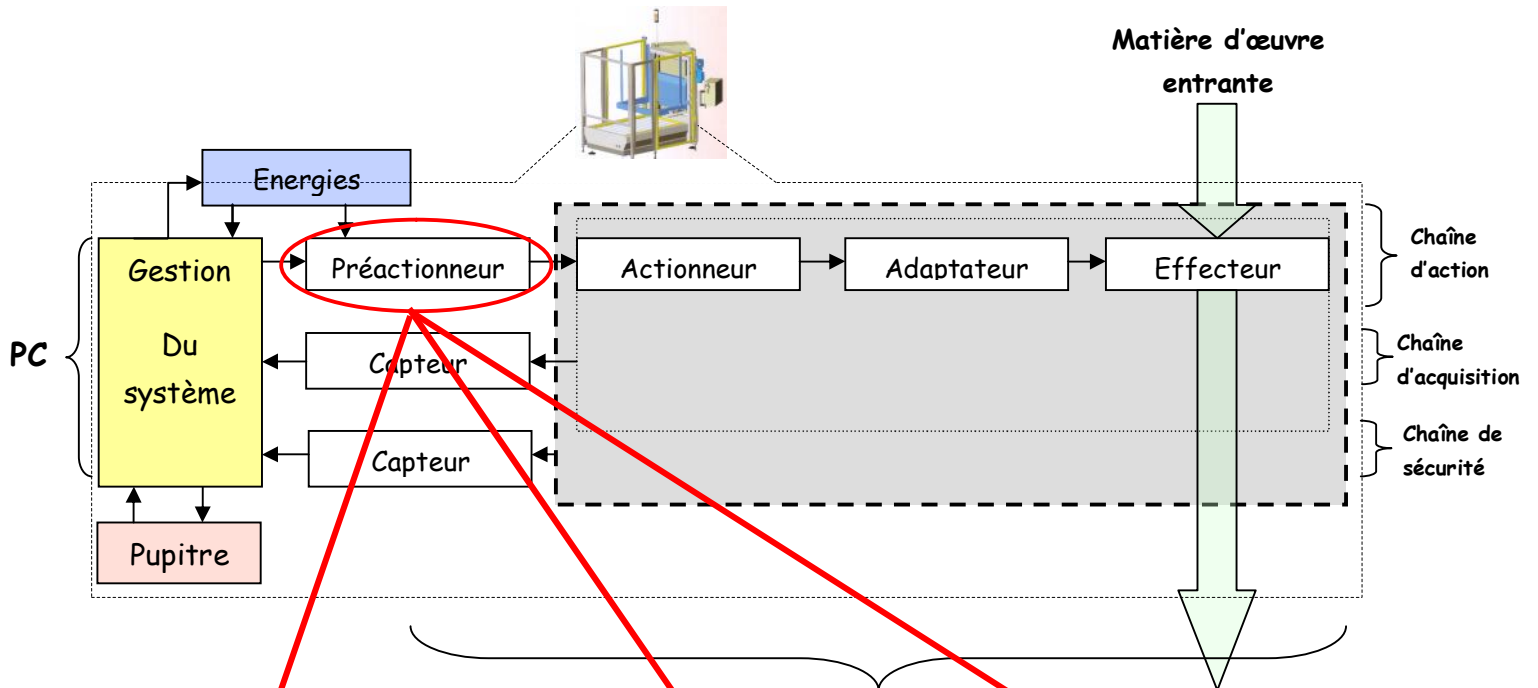 Matière d'œuvre
entrante
Energies
Gestion
Du
système
Préactionneur
Actionneur
Adaptateur
Effecteur
Chaîne
d'action
PC
Capteur
Chaîne
d'acquisition
Capteur
Chaîne de
sécurité
Pupitre